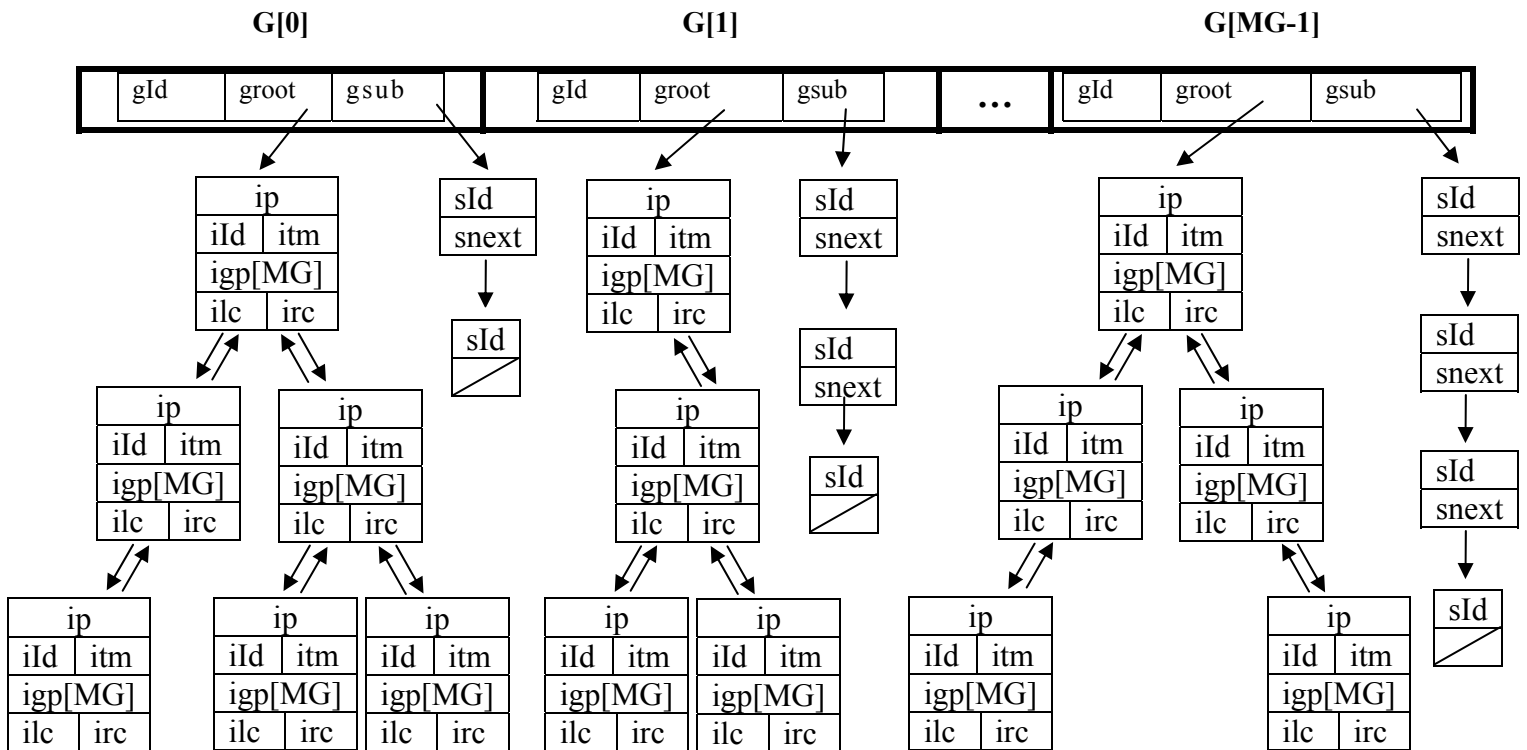 G[0] G[1] G[MG-1]
gId groot gsub gId groot gsub ... gId groot gsub
ip sId ip sId ip sId
iId itm snext iId itm snext iId itm snext
igp[MG] igp[MG] igp[MG]
ilc irc ilc irc ilc irc
sId sId sId
snext snext
ip ip ip ip ip
iId itm iId itm iId itm iId itm iId itm
igp[MG] igp[MG] igp[MG] igp[MG] igp[MG]
ilc irc ilc irc ilc irc ilc irc ilc irc
sId sId
snext
ip ip ip ip ip ip ip sId
iId itm iId itm iId itm iId itm iId itm iId itm iId itm
igp[MG] igp[MG] igp[MG] igp[MG] igp[MG] igp[MG] igp[MG]
ilc irc ilc irc ilc irc ilc irc ilc irc ilc irc ilc irc